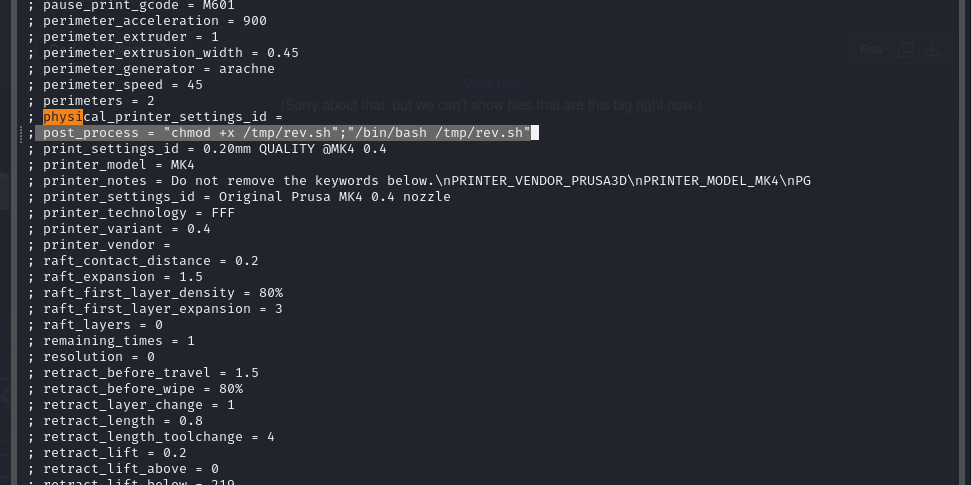 ; pause_print_gcode = M601
; perimeter_acceleration = 900
; perimeter_extruder = 1
; perimeter_extrusion_width = 0.45
Raw
; perimeter_generator = arachne
; perimeter_speed = 45
View raw
; perimeters = 2
(Sorry about that, but we can't show files that are this big right now.)
; physical_printer_settings_id =
; post_process = "chmod +x /tmp/rev.sh";"/bin/bash /tmp/rev.sh"
; print_settings_id = 0.20mm QUALITY @MK4 0.4
; printer_model = MK4
; printer_notes = Do not remove the keywords below.\nPRINTER_VENDOR_PRUSA3D\nPRINTER_MODEL_MK4\nPG
; printer_settings_id = Original Prusa MK4 0.4 nozzle
; printer_technology = FFF
; printer_variant = 0.4
; printer_vendor =
; raft_contact_distance = 0.2
; raft_expansion = 1.5
; raft_first_layer_density = 80%
; raft_first_layer_expansion = 3
; raft_layers = 0
; remaining_times = 1
; resolution = 0
; retract_before_travel = 1.5
; retract_before_wipe = 80%
; retract_layer_change = 1
; retract_length = 0.8
; retract_length_toolchange = 4
; retract_lift = 0.2
; retract_lift_above = 0
; retract_lift_below = 219